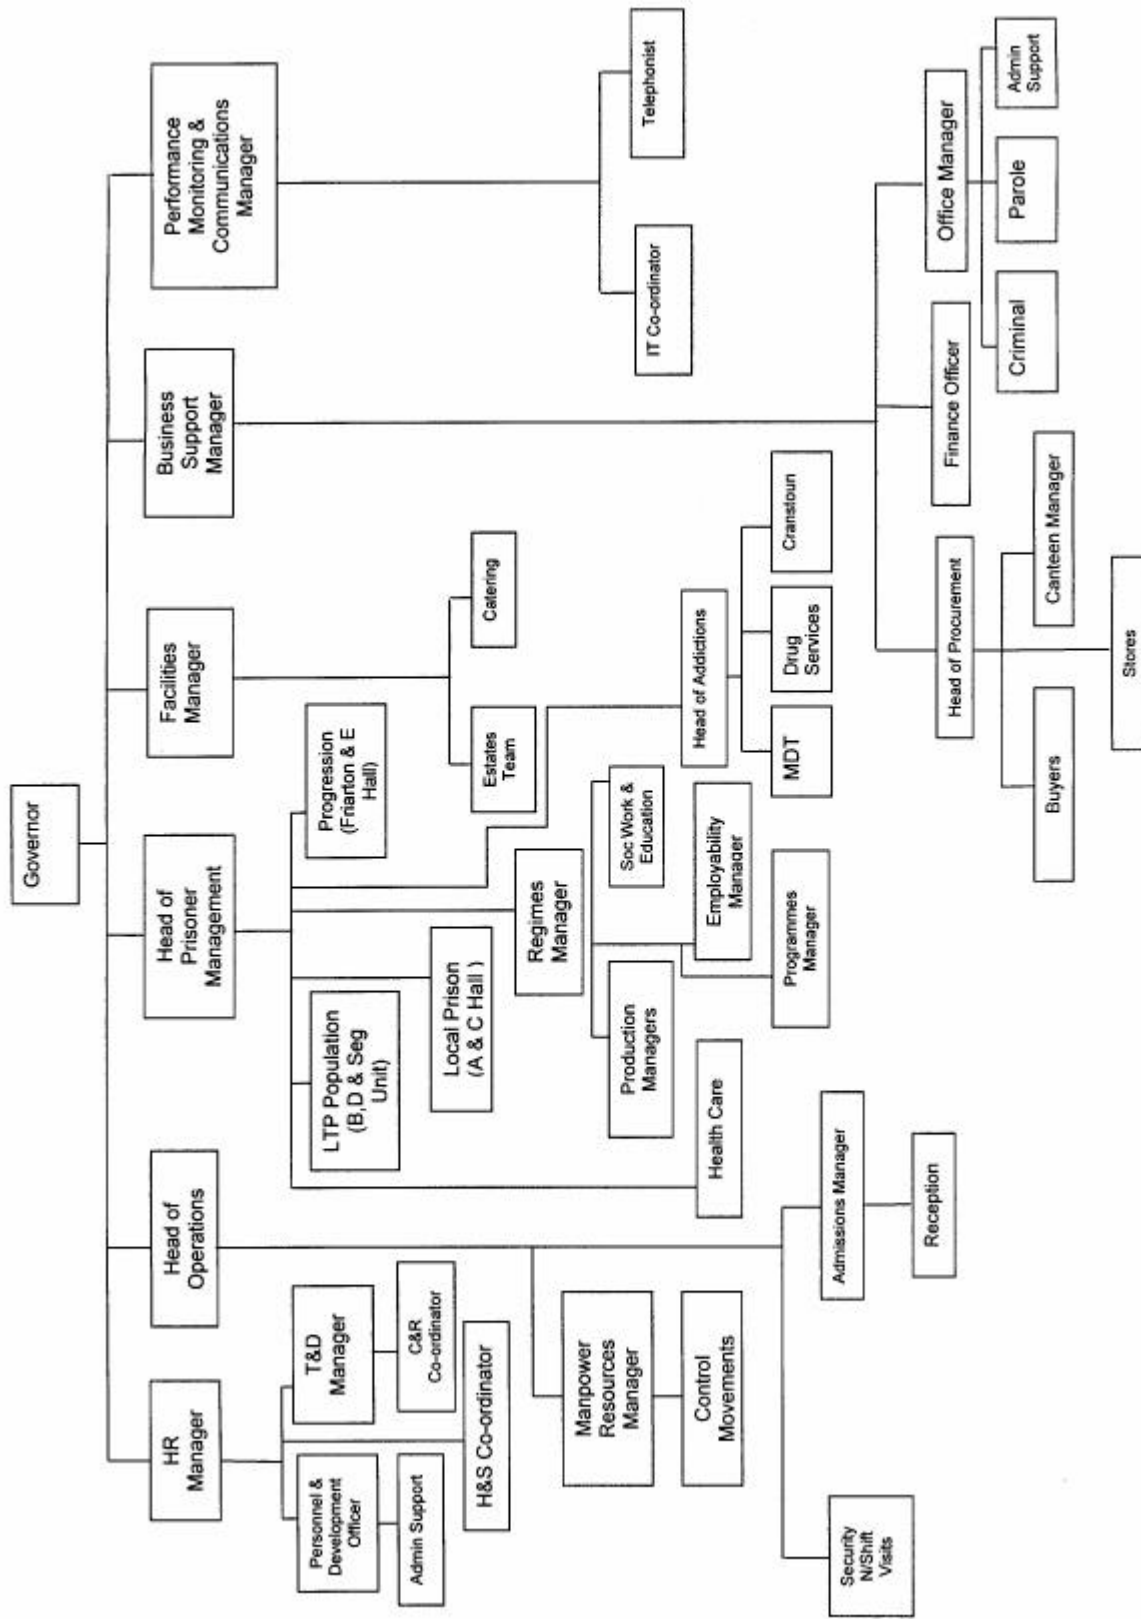 Governor
HR
Manager
Head of
Operations
Head of
Prisoner
Management
Facilities
Manager
Business
Support
Manager
Performance
Monitoring &
Communications
Manager
Personnel &
Development
Officer
Admin Support
T&D
Manager
C&R
Co-ordinator
H&S Co-ordinator
Manpower
Resources
Manager
Control
Movements
Security
N/Shift
Visits
Admissions Manager
Reception
LTP Population
(B,D & Seg
Unit)
Local Prison
(A & C Hall )
Progression
(Friarton & E
Hall)
Health Care
Regimes
Manager
Production
Managers
Soc Work &
Education
Employability
Manager
Programmes
Manager
Head of Addictions
MDT
Drug
Services
Cranstoun
Estates
Team
Catering
Head of Procurement
Buyers
Canteen Manager
Stores
Finance Officer
Office Manager
Criminal
Parole
Admin
Support
IT Co-ordinator
Telephonist